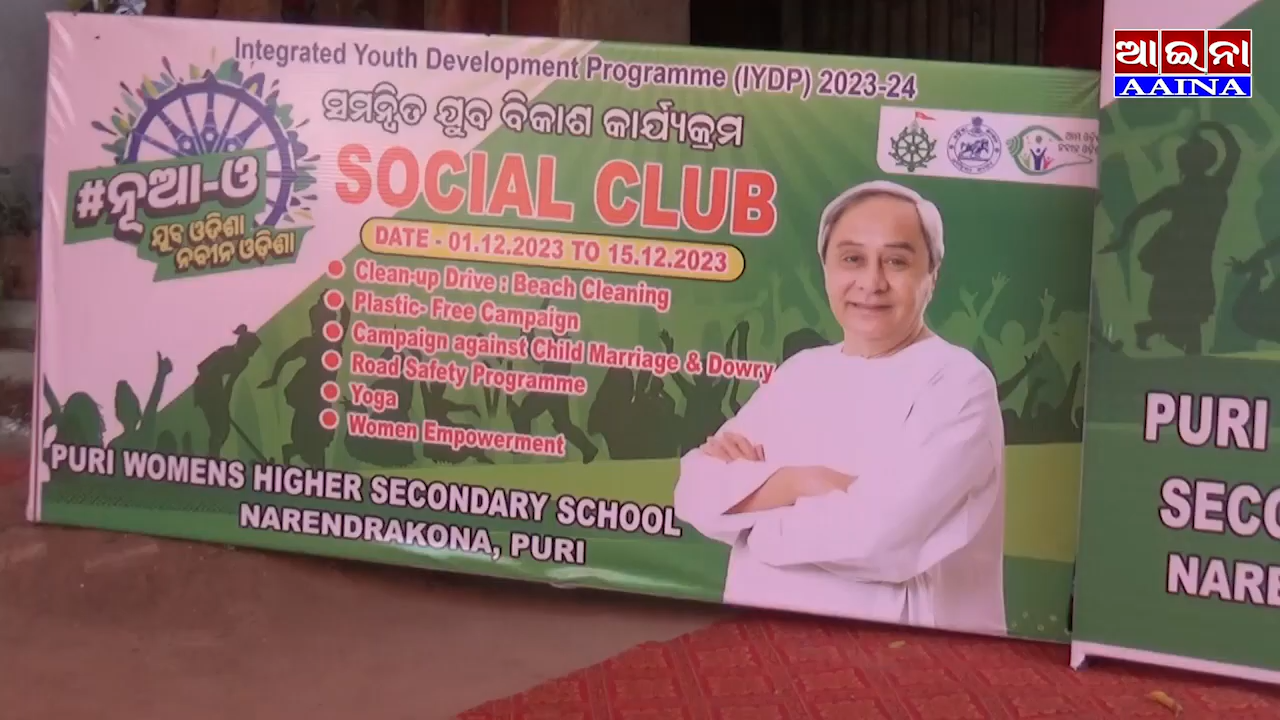 Integrated Youth Development Programme (IYDP) 2023-24
ସମନ୍ୱିତ ଯୁବ ବିକାଶ କାର୍ଯ୍ୟକ୍ରମ
#ନୂଆ-ଓ
ଯୁବ ଓଡ଼ିଶା
ନବୀନ ଓଡ଼ିଶା
SOCIAL CLUB
DATE - 01.12.2023 TO 15.12.2023
Clean-up Drive : Beach Cleaning
Plastic- Free Campaign
Campaign against Child Marriage & Dowry
Road Safety Programme
Yoga
Women Empowerment
PURI WOMENS HIGHER SECONDARY SCHOOL
NARENDRAKONA, PURI
ଆଇନା
AAINA
PURI
SECO
NARE